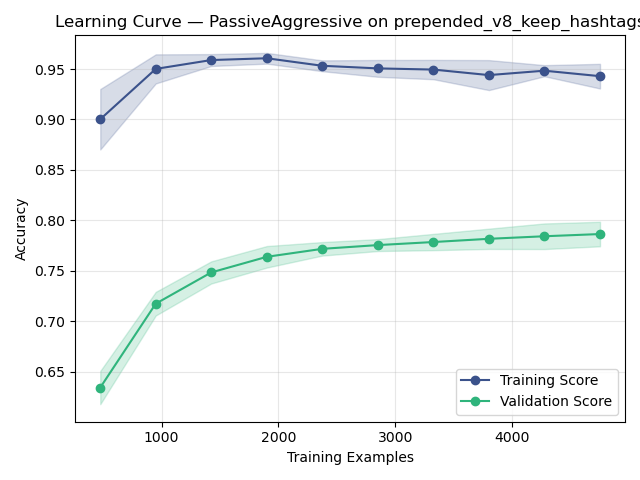 Learning Curve — PassiveAggressive on prepended_v8_keep_hashtags
Accuracy
0.95
0.90
0.85
0.80
0.75
0.70
0.65
1000
2000
3000
4000
Training Examples
Training Score
Validation Score